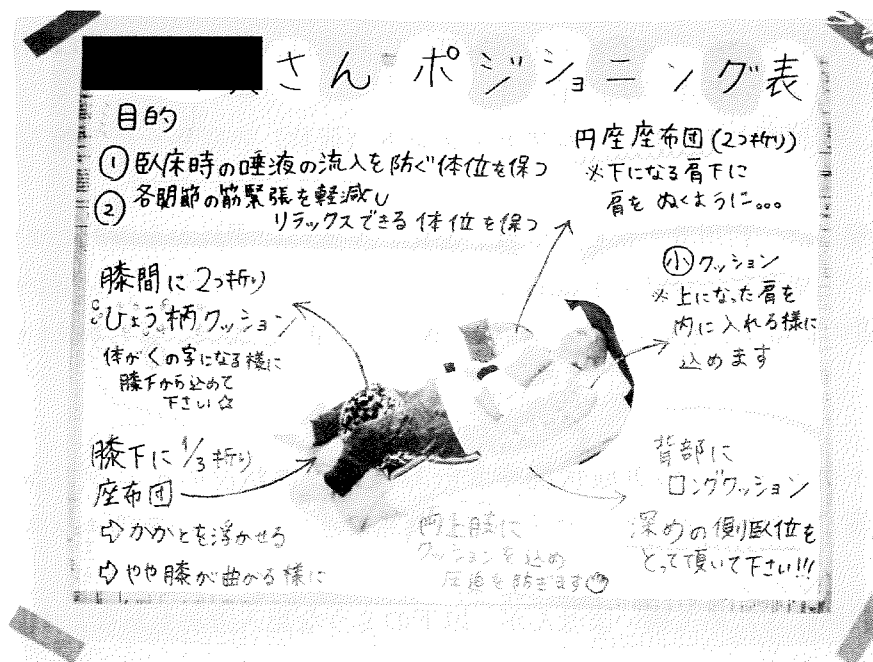 さん ポジショニング表
目的
① 臥床時の唾液の流入を防ぐ体位を保つ
② 各関節の筋緊張を軽減し
リラックスできる体位を保つ
円座座布団(2つ折り)
※下になる肩下に
肩をぬくように。。。
㊙小 クッション
※上になった肩を
内に入れる様に
込めます
膝間に2つ折り
ひょう柄クッション
体がくの字になる様に
膝下から込めて
下さい☆
膝下に1/3折り
座布団
⇨かかとを浮かせる
⇨やや膝が曲がる様に
両上肢に
クッションを込め
圧迫を防ぎます
背部に
ロングクッション
深めの側臥位を
とって頂いて下さい!!!